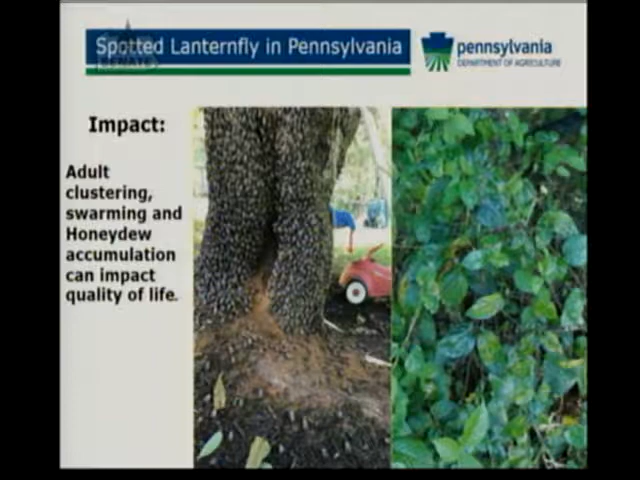 Spotted Lanternfly in Pennsylvania
SENATE
pennsylvania
DEPARTMENT OF AGRICULTURE
Impact:
Adult
clustering,
swarming and
Honeydew
accumulation
can impact
quality of life.